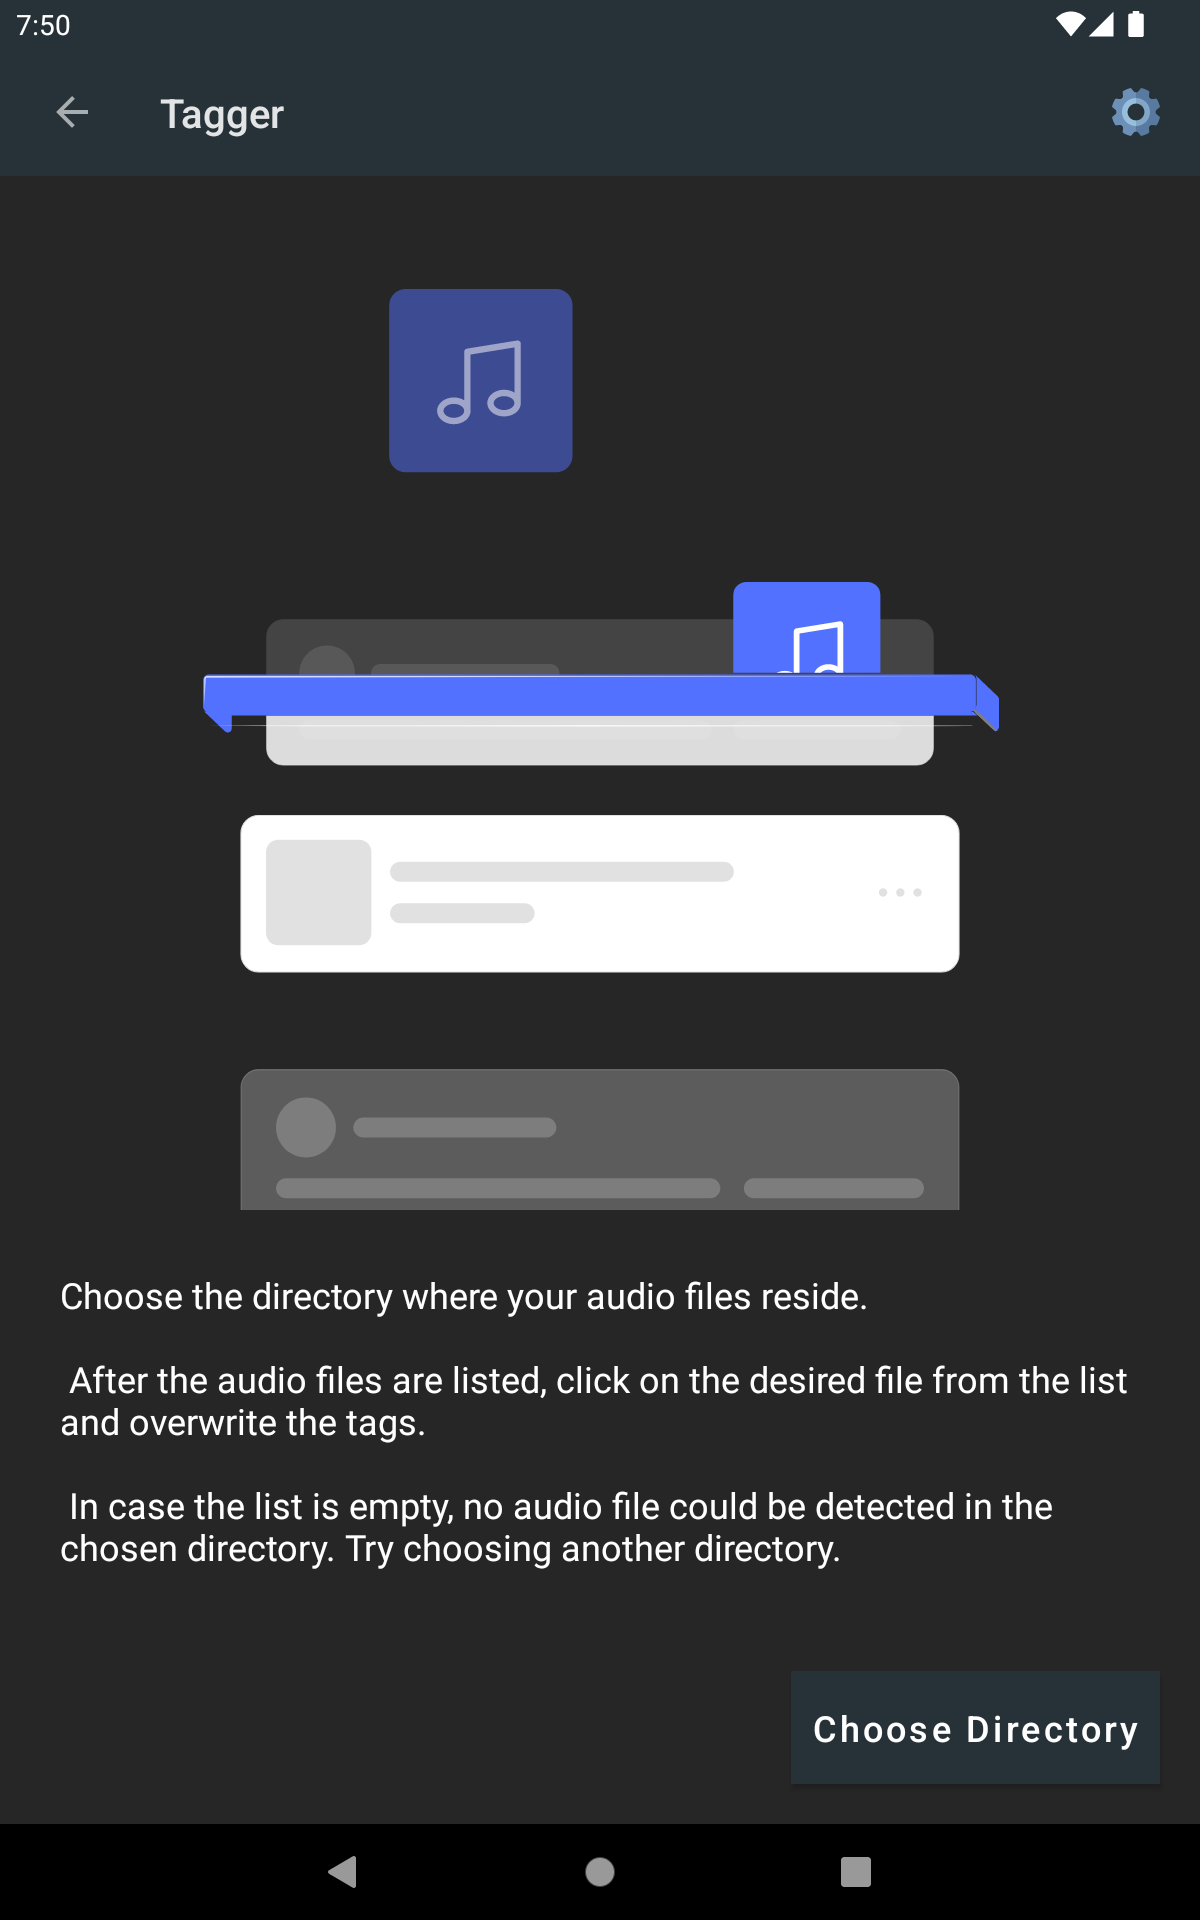 7:50
Tagger
Choose the directory where your audio files reside.
After the audio files are listed, click on the desired file from the list
and overwrite the tags.
In case the list is empty, no audio file could be detected in the
chosen directory. Try choosing another directory.
Choose Directory